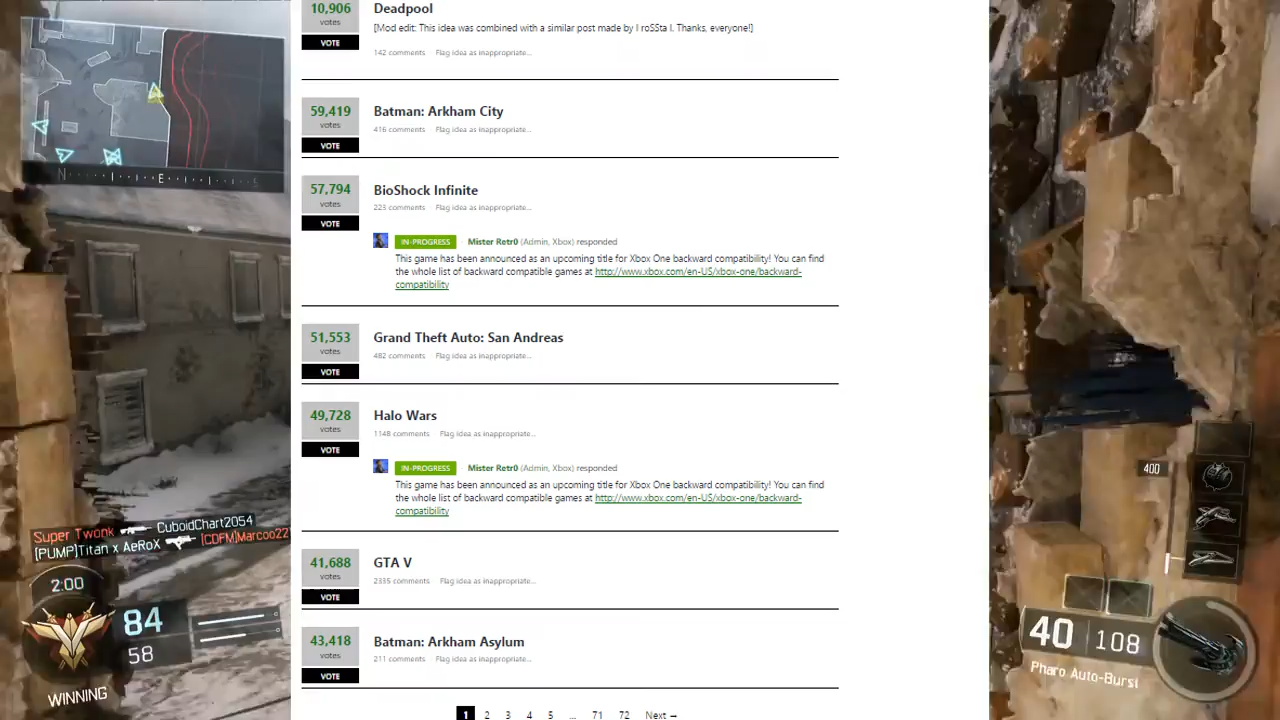 10,906
votes
VOTE
Deadpool
[Mod edit: This idea was combined with a similar post made by I roSSta I. Thanks, everyone!]
142 comments Flag idea as inappropriate...
59,419
votes
VOTE
Batman: Arkham City
416 comments Flag idea as inappropriate...
57,794
votes
VOTE
BioShock Infinite
223 comments Flag idea as inappropriate...
IN-PROGRESS Mister Retr0 (Admin, Xbox) responded
This game has been announced as an upcoming title for Xbox One backward compatibility! You can find
the whole list of backward compatible games at http://www.xbox.com/en-US/xbox-one/backward-
compatibility
51,553
votes
VOTE
Grand Theft Auto: San Andreas
482 comments Flag idea as inappropriate...
49,728
votes
VOTE
Halo Wars
1148 comments Flag idea as inappropriate...
IN-PROGRESS Mister Retr0 (Admin, Xbox) responded
This game has been announced as an upcoming title for Xbox One backward compatibility! You can find
the whole list of backward compatible games at http://www.xbox.com/en-US/xbox-one/backward-
compatibility
41,688
votes
VOTE
GTA V
2335 comments Flag idea as inappropriate...
43,418
votes
VOTE
Batman: Arkham Asylum
211 comments Flag idea as inappropriate...
1 2 3 4 5 ... 71 72 Next →
N E S
Super Twonk CuboidChart2054
[PUMP]Titan x AeRoX [CDFM]Marcoo22
2:00
84
58
WINNING
400
40 108
Pharo Auto-Burst